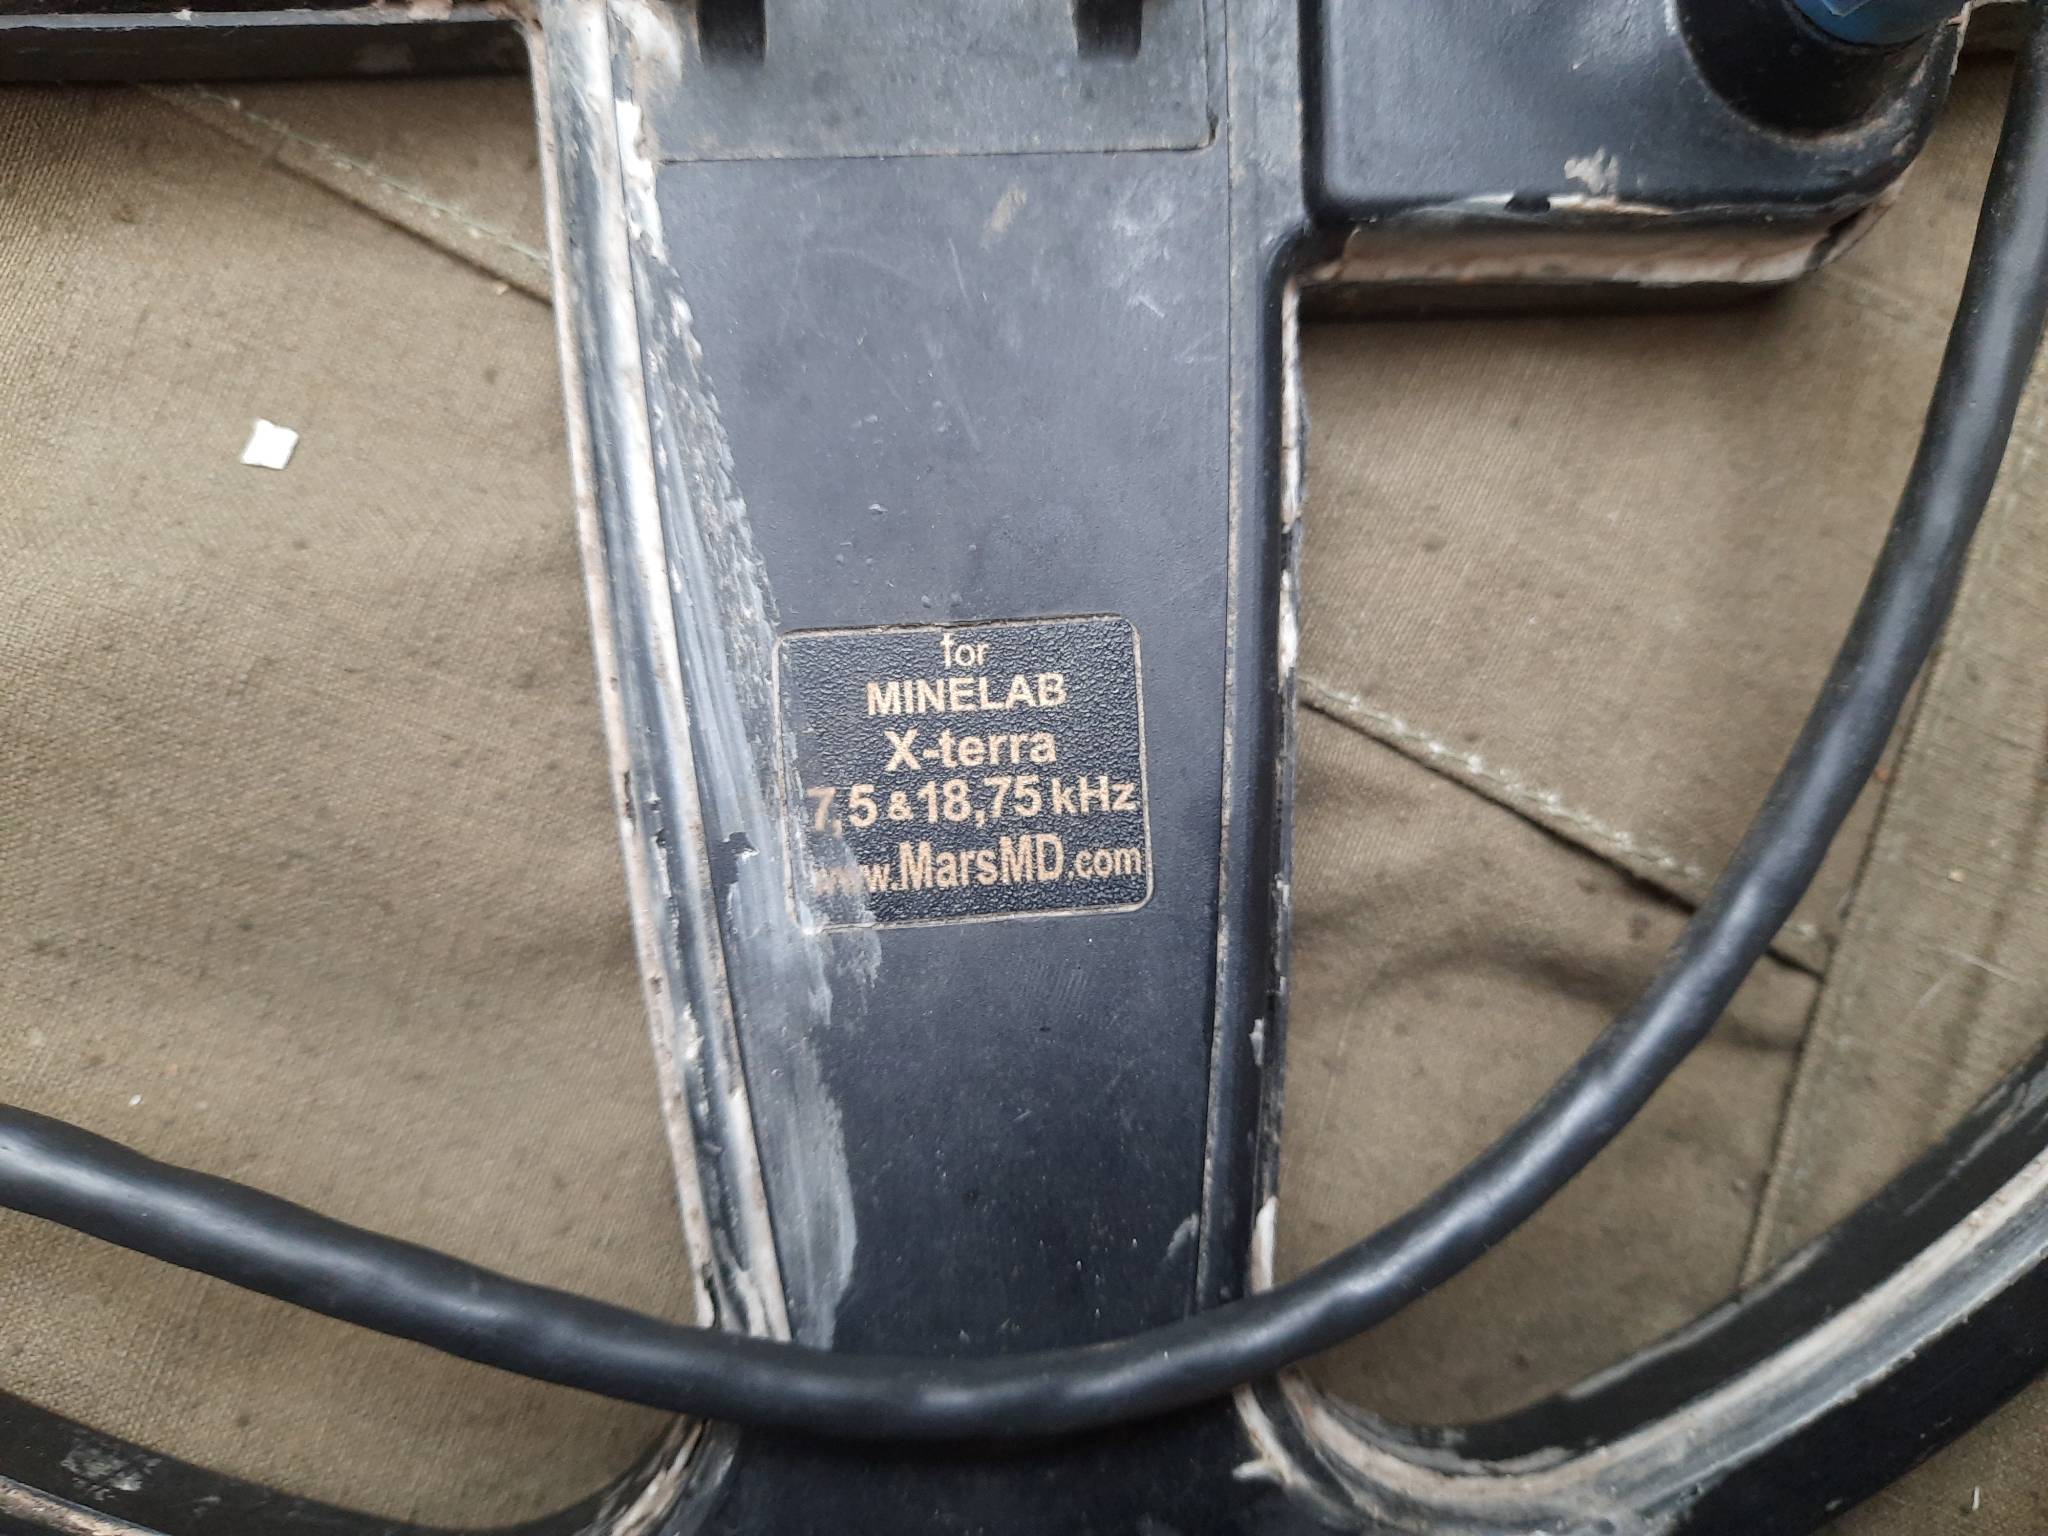 for
MINELAB
X-terra
7,5 & 18,75 kHz
www.MarsMD.com